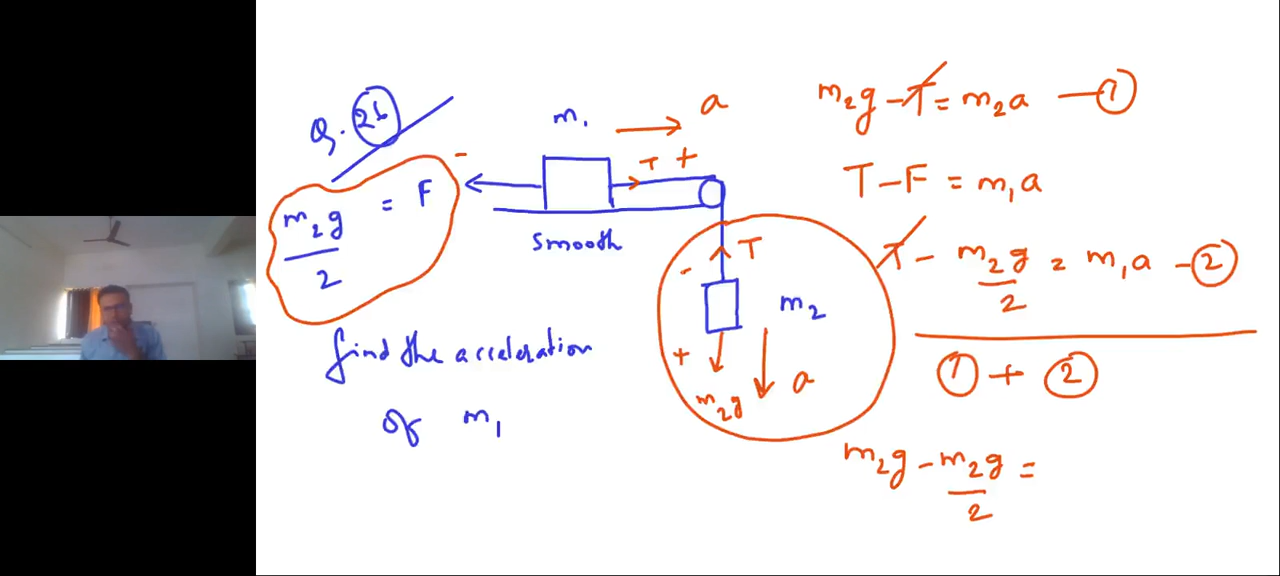 Q. 21
m₁
a
T +
-
m₂g/2 = F
smooth
T
-
m₂
+
m₂g
a
find the acceleration
of m₁
m₂g - T = m₂a — ①
T - F = m₁a
T - m₂g/2 = m₁a - ②
① + ②
m₂g - m₂g/2 =